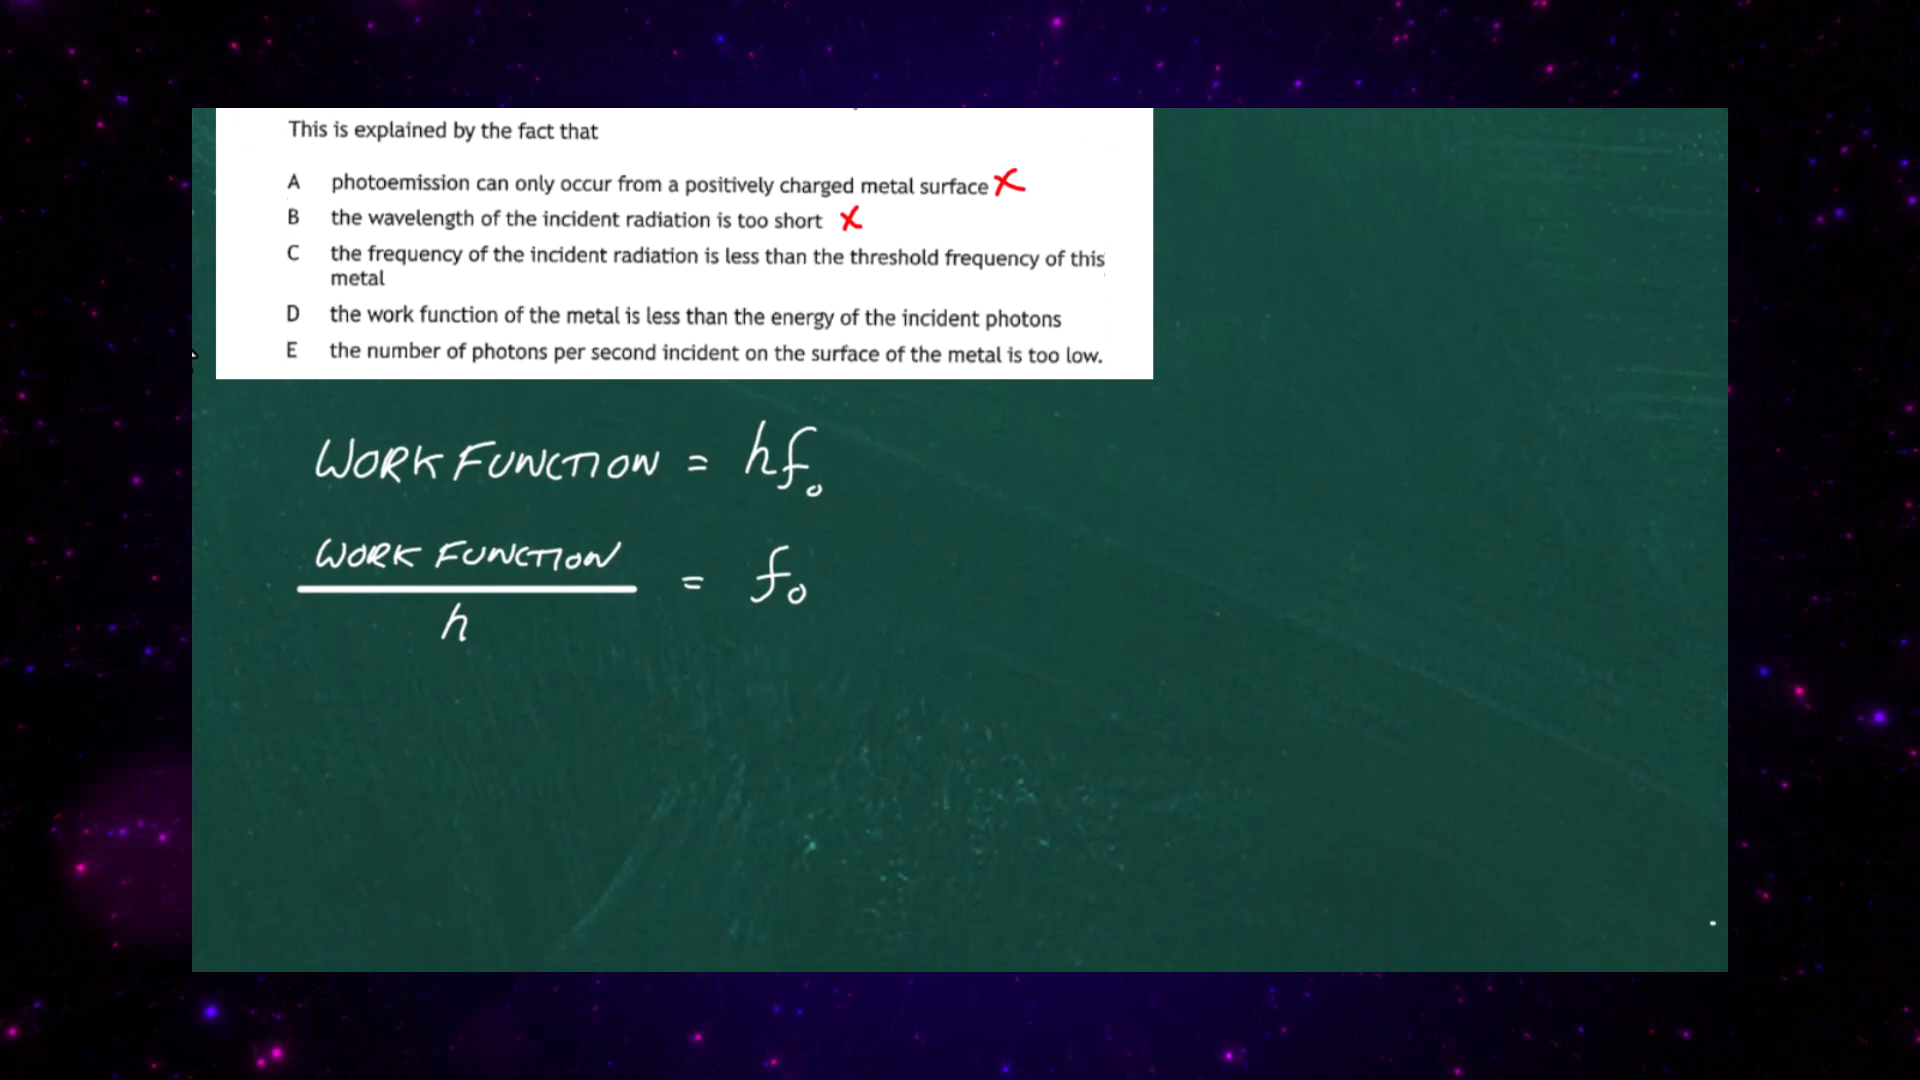 This is explained by the fact that
A photoemission can only occur from a positively charged metal surface X
B the wavelength of the incident radiation is too short X
C the frequency of the incident radiation is less than the threshold frequency of this
metal
D the work function of the metal is less than the energy of the incident photons
E the number of photons per second incident on the surface of the metal is too low.
WORK FUNCTION = hf₀
WORK FUNCTION
= f₀
h